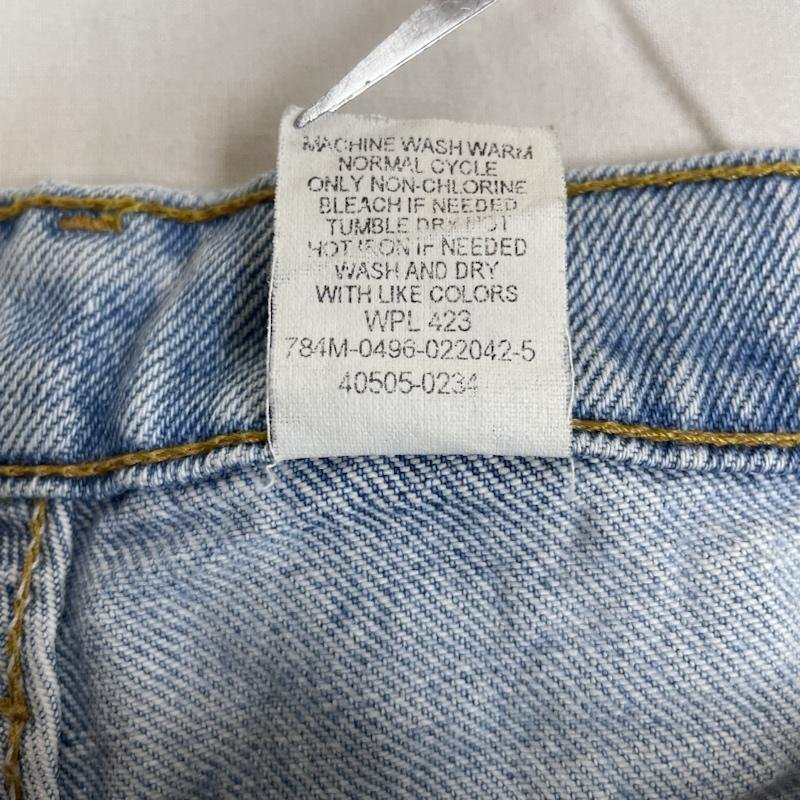 MACHINE WASH WARM
NORMAL CYCLE
ONLY NON-CHLORINE
BLEACH IF NEEDED
TUMBLE DRY HOT
HOT IRON IF NEEDED
WASH AND DRY
WITH LIKE COLORS
WPL 423
784M-0496-022042-5
40505-0234